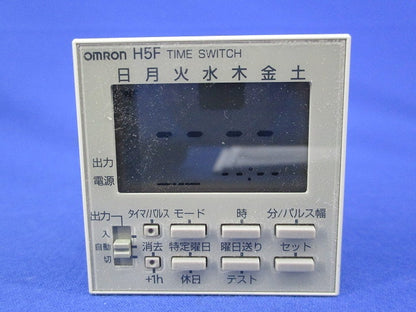 OMRON H5F TIME SWITCH
日 月 火 水 木 金 土
出力
電源
出力 タイマ/パルス モード 時 分/パルス幅
入
自動 消去 特定曜日 曜日送り セット
切
+1h 休日 テスト